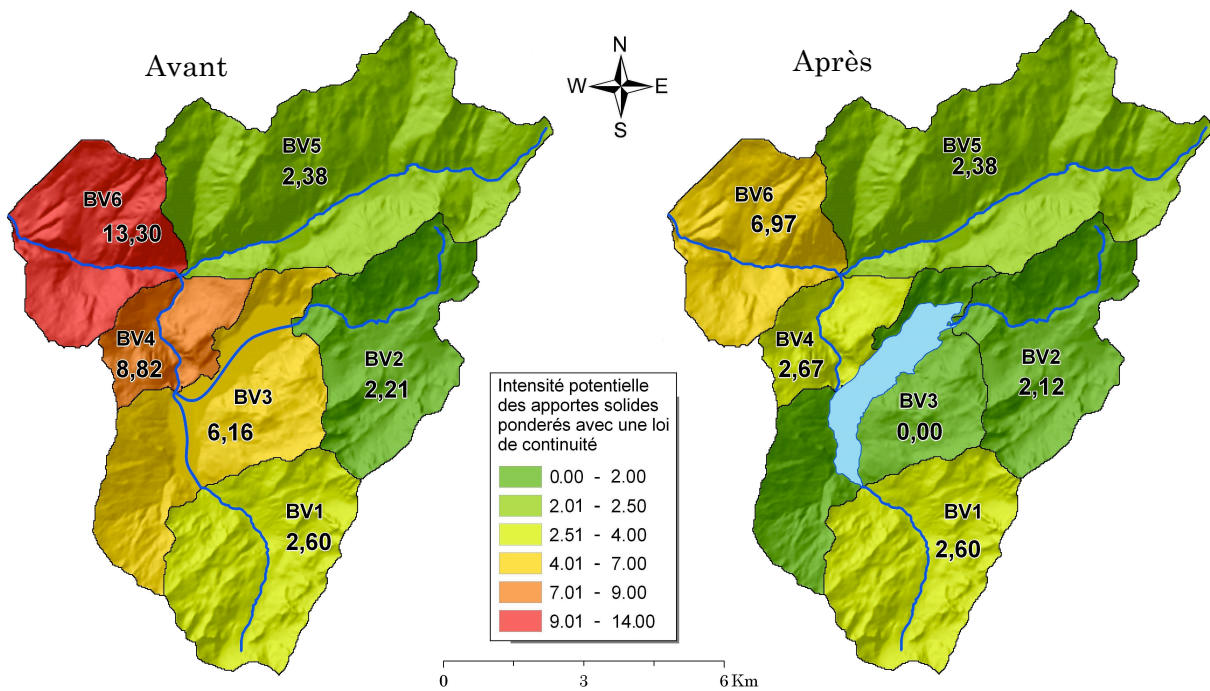 Avant
N
W E
S
Après
BV5
2,38
BV6
13,30
BV4
8,82
BV3
6,16
BV2
2,21
BV1
2,60
BV5
2,38
BV6
6,97
BV4
2,67
BV3
0,00
BV2
2,12
BV1
2,60
Intensité potentielle
des apportes solides
ponderés avec une loi
de continuité
0.00 - 2.00
2.01 - 2.50
2.51 - 4.00
4.01 - 7.00
7.01 - 9.00
9.01 - 14.00
0 3 6 Km